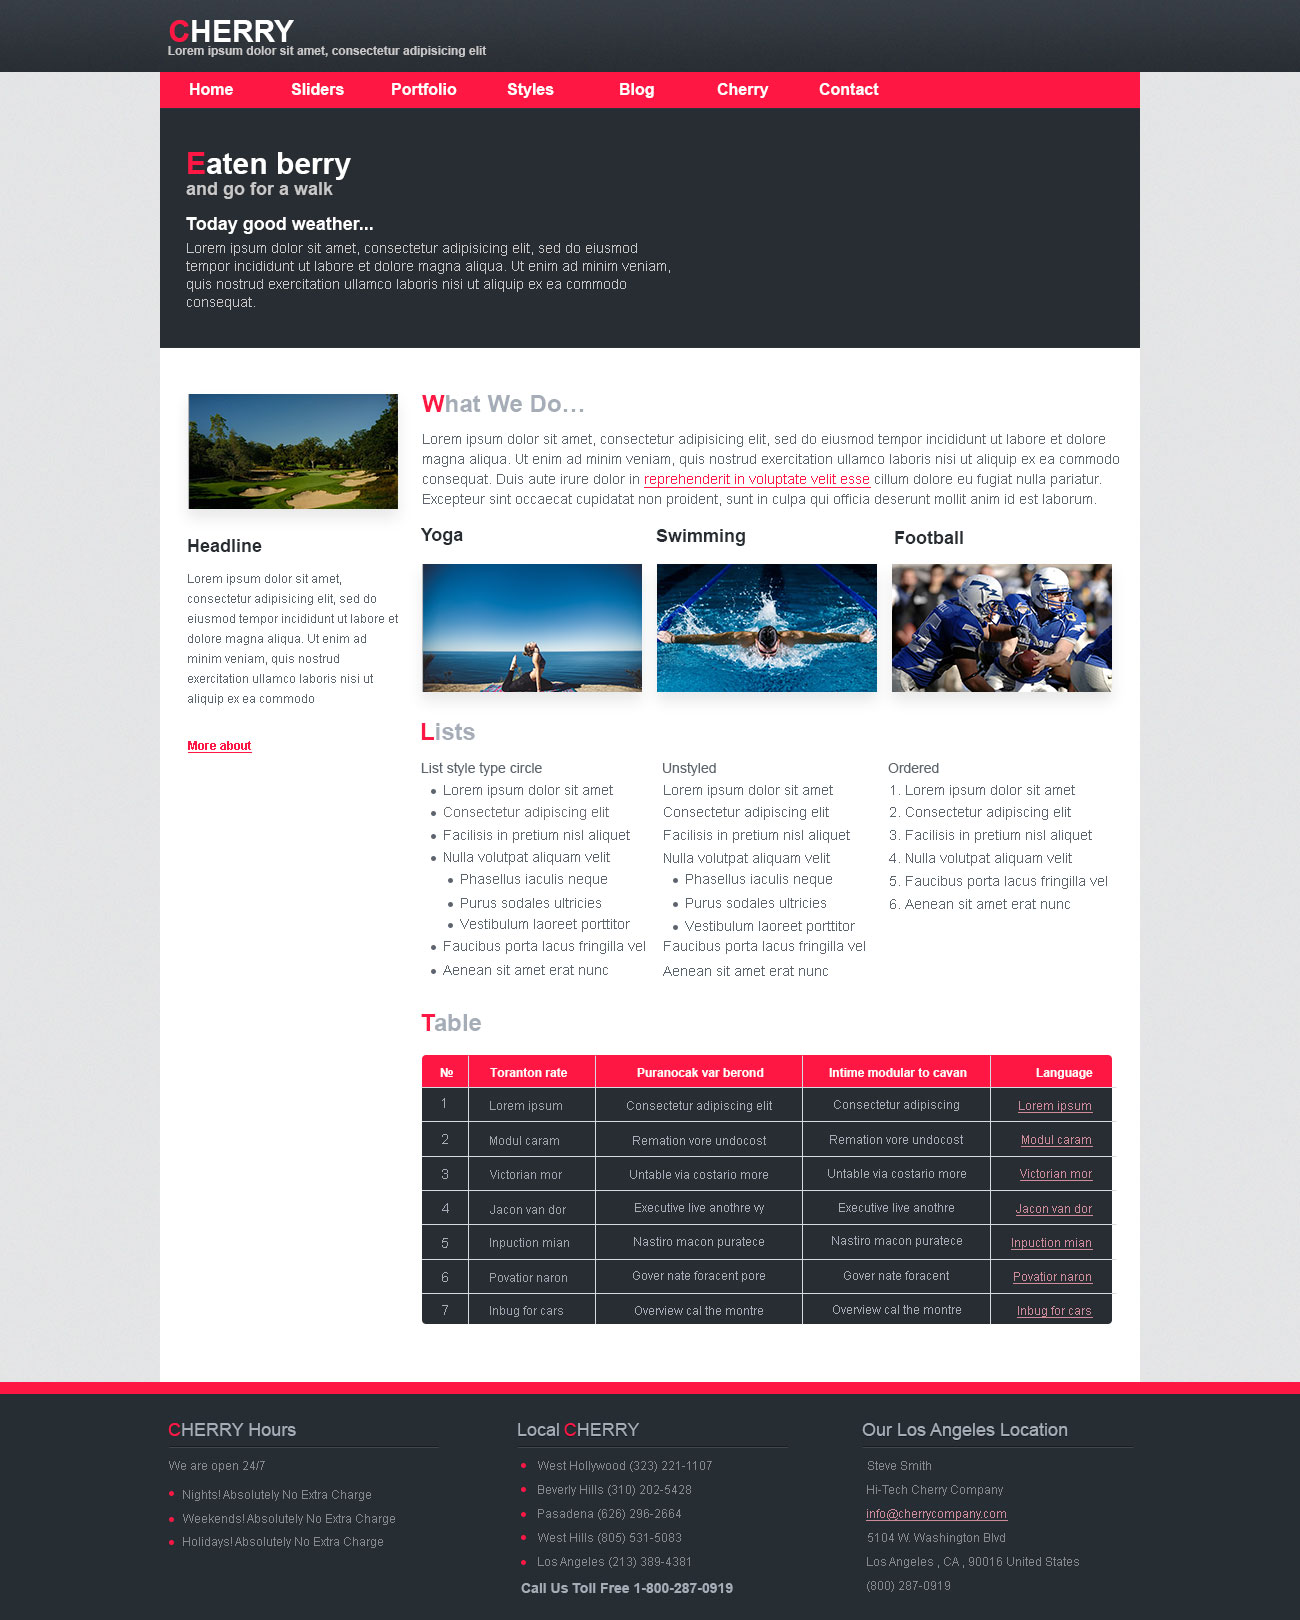 CHERRY
Lorem ipsum dolor sit amet, consectetur adipisicing elit
Home Sliders Portfolio Styles Blog Cherry Contact
Eaten berry
and go for a walk
Today good weather...
Lorem ipsum dolor sit amet, consectetur adipisicing elit, sed do eiusmod
tempor incididunt ut labore et dolore magna aliqua. Ut enim ad minim veniam,
quis nostrud exercitation ullamco laboris nisi ut aliquip ex ea commodo
consequat.
Headline
Lorem ipsum dolor sit amet,
consectetur adipisicing elit, sed do
eiusmod tempor incididunt ut labore et
dolore magna aliqua. Ut enim ad
minim veniam, quis nostrud
exercitation ullamco laboris nisi ut
aliquip ex ea commodo
More about
What We Do...
Lorem ipsum dolor sit amet, consectetur adipisicing elit, sed do eiusmod tempor incididunt ut labore et dolore
magna aliqua. Ut enim ad minim veniam, quis nostrud exercitation ullamco laboris nisi ut aliquip ex ea commodo
consequat. Duis aute irure dolor in reprehenderit in voluptate velit esse cillum dolore eu fugiat nulla pariatur.
Excepteur sint occaecat cupidatat non proident, sunt in culpa qui officia deserunt mollit anim id est laborum.
Yoga
Swimming
Football
Lists
List style type circle
• Lorem ipsum dolor sit amet
• Consectetur adipiscing elit
• Facilisis in pretium nisl aliquet
• Nulla volutpat aliquam velit
• Phasellus iaculis neque
• Purus sodales ultricies
• Vestibulum laoreet porttitor
• Faucibus porta lacus fringilla vel
• Aenean sit amet erat nunc
Unstyled
Lorem ipsum dolor sit amet
Consectetur adipiscing elit
Facilisis in pretium nisl aliquet
Nulla volutpat aliquam velit
• Phasellus iaculis neque
• Purus sodales ultricies
• Vestibulum laoreet porttitor
Faucibus porta lacus fringilla vel
Aenean sit amet erat nunc
Ordered
1. Lorem ipsum dolor sit amet
2. Consectetur adipiscing elit
3. Facilisis in pretium nisl aliquet
4. Nulla volutpat aliquam velit
5. Faucibus porta lacus fringilla vel
6. Aenean sit amet erat nunc
Table
№ Toranton rate Puranocak var berond Intime modular to cavan Language
1 Lorem ipsum Consectetur adipiscing elit Consectetur adipiscing Lorem ipsum
2 Modul caram Remation vore undocost Remation vore undocost Modul caram
3 Victorian mor Untable via costario more Untable via costario more Victorian mor
4 Jacon van dor Executive live anothre vy Executive live anothre Jacon van dor
5 Inpuction mian Nastiro macon puratece Nastiro macon puratece Inpuction mian
6 Povatior naron Gover nate foracent pore Gover nate foracent Povatior naron
7 Inbug for cars Overview cal the montre Overview cal the montre Inbug for cars
CHERRY Hours
We are open 24/7
• Nights! Absolutely No Extra Charge
• Weekends! Absolutely No Extra Charge
• Holidays! Absolutely No Extra Charge
Local CHERRY
• West Hollywood (323) 221-1107
• Beverly Hills (310) 202-5428
• Pasadena (626) 296-2664
• West Hills (805) 531-5083
• Los Angeles (213) 389-4381
Call Us Toll Free 1-800-287-0919
Our Los Angeles Location
Steve Smith
Hi-Tech Cherry Company
info@cherrycompany.com
5104 W. Washington Blvd
Los Angeles , CA , 90016 United States
(800) 287-0919